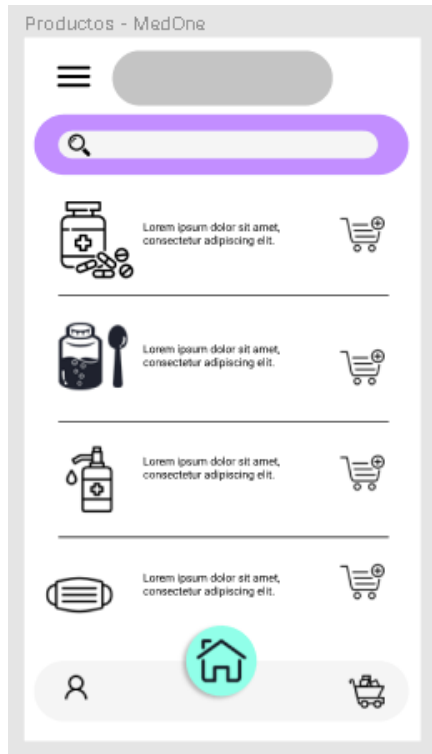 Productos - MedOne
Lorem ipsum dolor sit amet,
consectetur adipiscing elit.
Lorem ipsum dolor sit amet,
consectetur adipiscing elit.
Lorem ipsum dolor sit amet,
consectetur adipiscing elit.
Lorem ipsum dolor sit amet,
consectetur adipiscing elit.